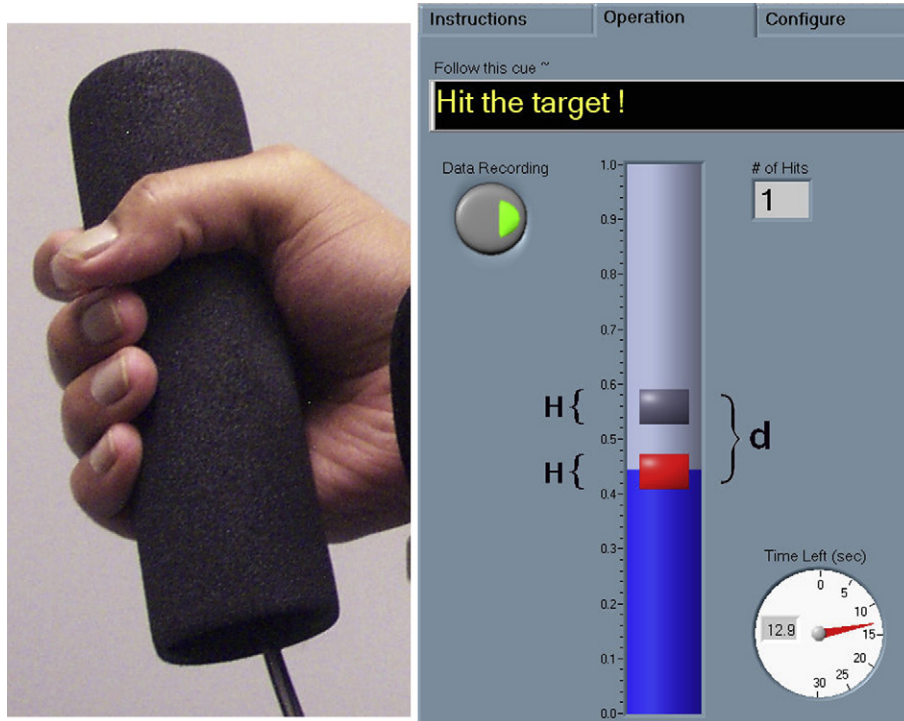 Instructions
Operation
Configure
Follow this cue ~
Hit the target !
Data Recording
# of Hits
1
1.0-
0.9-
0.8-
0.7-
0.6-
0.5-
0.4-
0.3-
0.2-
0.1-
0.0-
H {
H {
} d
Time Left (sec)
0
5
10
15
20
25
30
12.9